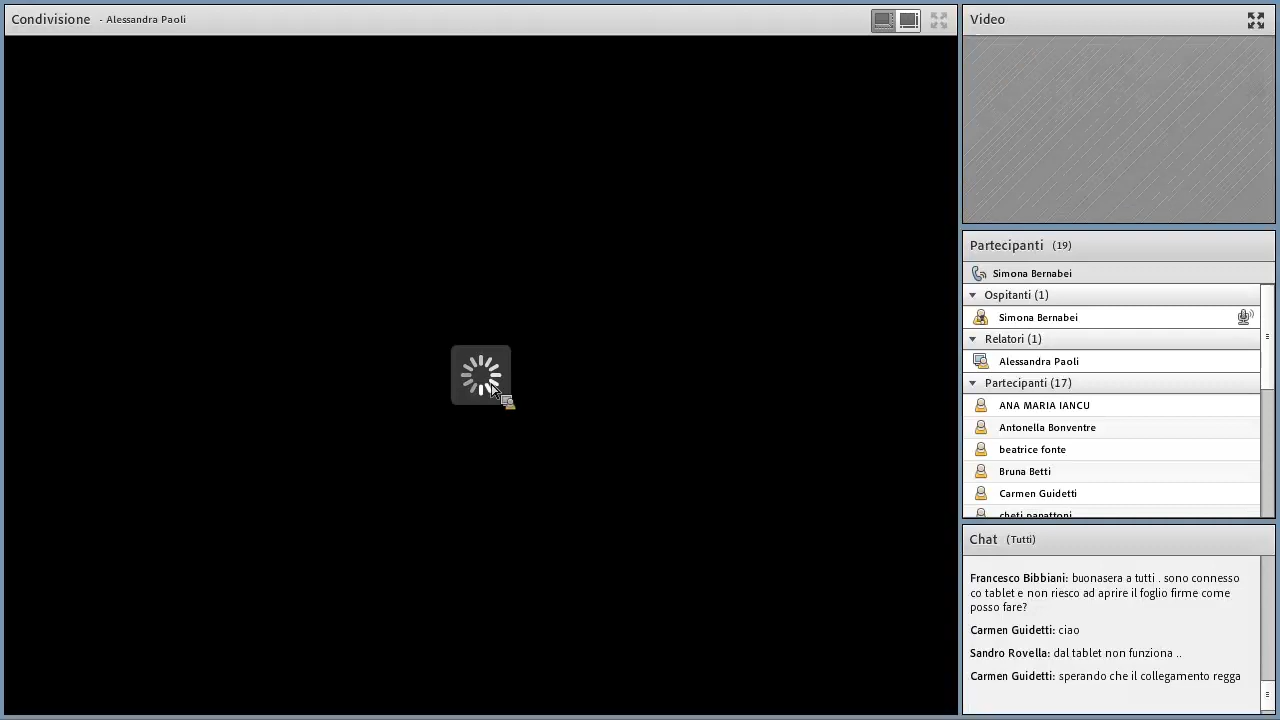 Condivisione - Alessandra Paoli
Video
Partecipanti (19)
Simona Bernabei
Ospitanti (1)
Simona Bernabei
Relatori (1)
Alessandra Paoli
Partecipanti (17)
ANA MARIA IANCU
Antonella Bonventre
beatrice fonte
Bruna Betti
Carmen Guidetti
cheti panattoni
Chat (Tutti)
Francesco Bibbiani: buonasera a tutti . sono connesso
co tablet e non riesco ad aprire il foglio firme come
posso fare?
Carmen Guidetti: ciao
Sandro Rovella: dal tablet non funziona ..
Carmen Guidetti: sperando che il collegamento regga